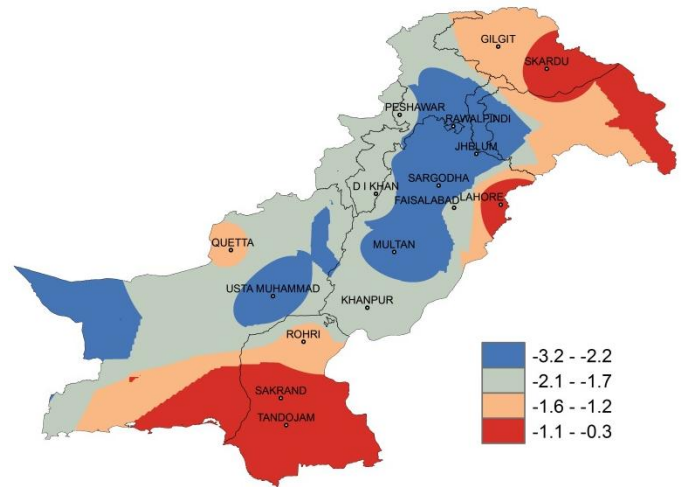 GILGIT
SKARDU
PESHAWAR
RAWALPINDI
JHELUM
D I KHAN
SARGODHA
FAISALABAD
LAHORE
QUETTA
MULTAN
USTA MUHAMMAD
KHANPUR
ROHRI
SAKRAND
TANDOJAM
-3.2 - -2.2
-2.1 - -1.7
-1.6 - -1.2
-1.1 - -0.3